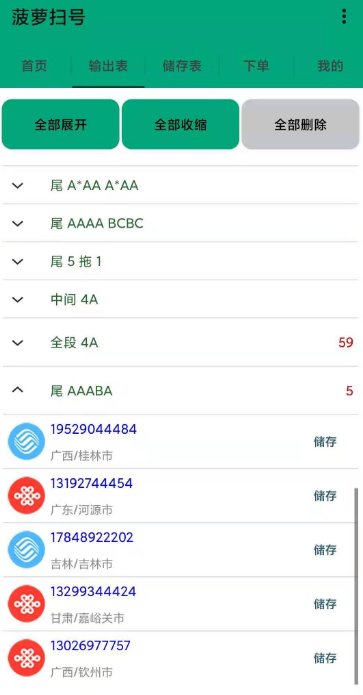 菠萝扫号
首页 输出表 储存表 下单 我的
全部展开 全部收缩 全部删除
尾 A*AA A*AA
尾 AAAA BCBC
尾 5 拖 1
中间 4A
全段 4A 59
尾 AAABA 5
19529044484
广西/桂林市 储存
13192744454
广东/河源市 储存
17848922202
吉林/吉林市 储存
13299344424
甘肃/嘉峪关市 储存
13026977757
广西/钦州市 储存